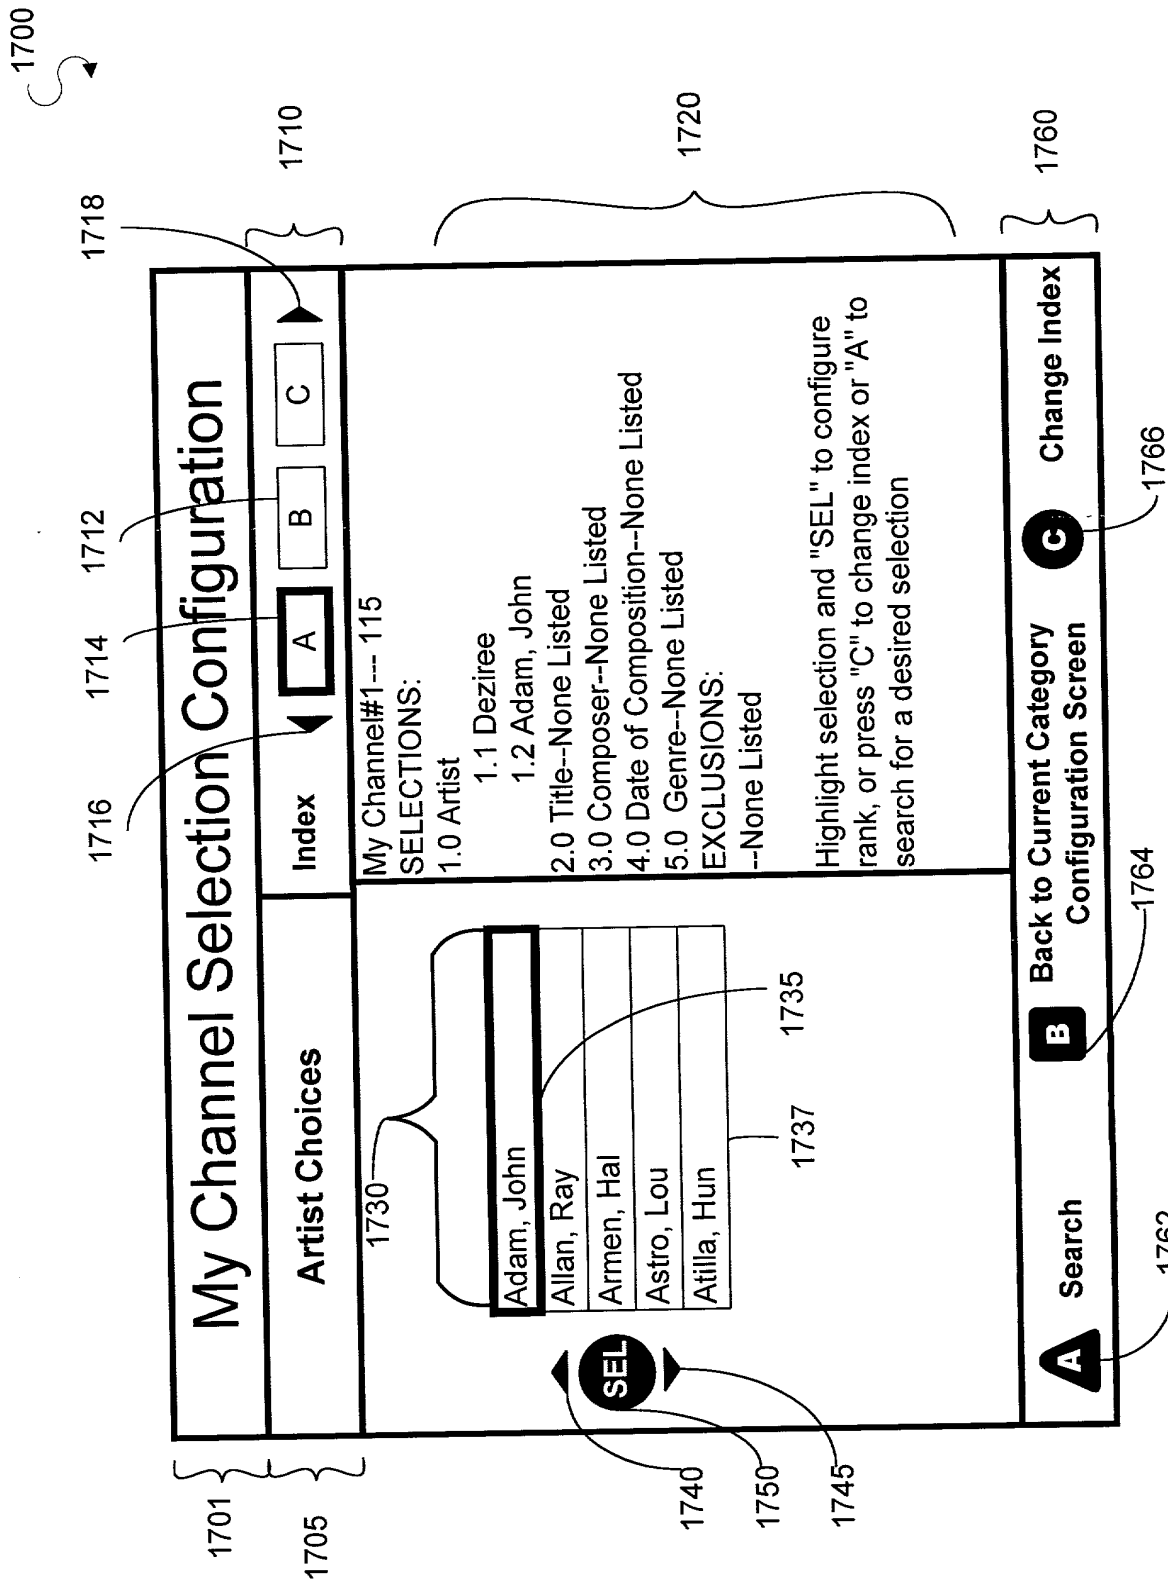 1700
My Channel Selection Configuration
1701
Artist Choices
1705
Index
A
B
C
1716
1714
1712
1718
1710
1730
Adam, John
Allan, Ray
Armen, Hal
Astro, Lou
Atilla, Hun
1735
1737
SEL
1740
1750
1745
My Channel#1--- 115
SELECTIONS:
1.0 Artist
1.1 Deziree
1.2 Adam, John
2.0 Title--None Listed
3.0 Composer--None Listed
4.0 Date of Composition--None Listed
5.0 Genre--None Listed
EXCLUSIONS:
--None Listed
Highlight selection and "SEL" to configure
rank, or press "C" to change index or "A" to
search for a desired selection
1720
A
Search
B
Back to Current Category
Configuration Screen
C
Change Index
1760
1762
1764
1766